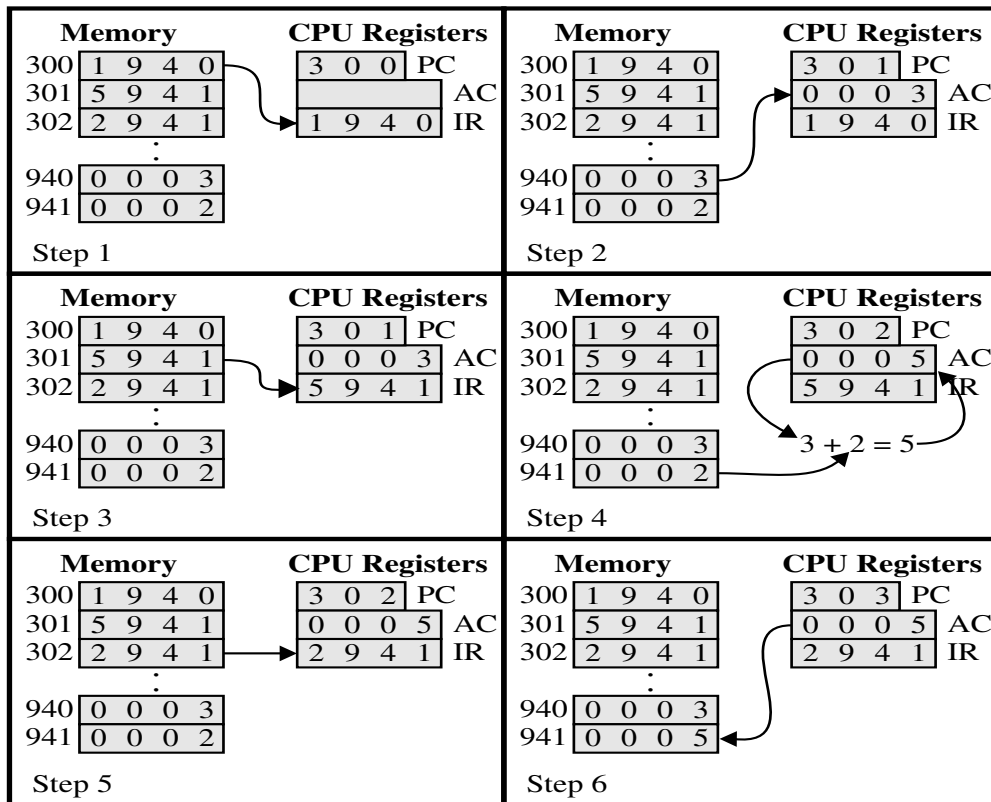 Memory CPU Registers
300 1 9 4 0 3 0 0 PC
301 5 9 4 1 AC
302 2 9 4 1 1 9 4 0 IR
940 0 0 0 3
941 0 0 0 2
Step 1
Memory CPU Registers
300 1 9 4 0 3 0 1 PC
301 5 9 4 1 0 0 0 3 AC
302 2 9 4 1 1 9 4 0 IR
940 0 0 0 3
941 0 0 0 2
Step 2
Memory CPU Registers
300 1 9 4 0 3 0 1 PC
301 5 9 4 1 0 0 0 3 AC
302 2 9 4 1 5 9 4 1 IR
940 0 0 0 3
941 0 0 0 2
Step 3
Memory CPU Registers
300 1 9 4 0 3 0 2 PC
301 5 9 4 1 0 0 0 5 AC
302 2 9 4 1 5 9 4 1 IR
940 0 0 0 3 3 + 2 = 5
941 0 0 0 2
Step 4
Memory CPU Registers
300 1 9 4 0 3 0 2 PC
301 5 9 4 1 0 0 0 5 AC
302 2 9 4 1 2 9 4 1 IR
940 0 0 0 3
941 0 0 0 2
Step 5
Memory CPU Registers
300 1 9 4 0 3 0 3 PC
301 5 9 4 1 0 0 0 5 AC
302 2 9 4 1 2 9 4 1 IR
940 0 0 0 3
941 0 0 0 5
Step 6